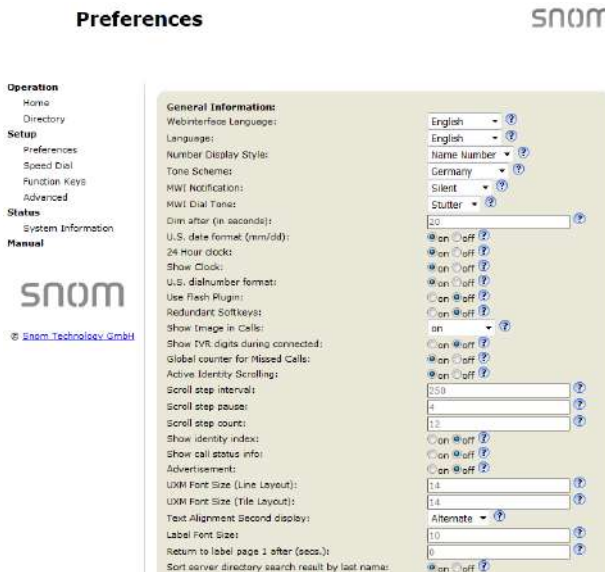 Preferences
snom
Operation
Home
Directory
Setup
Preferences
Speed Dial
Function Keys
Advanced
Status
System Information
Manual
snom
© Snom Technology GmbH
General Information:
Webinterface Language: English
Language: English
Number Display Style: Name Number
Tone Scheme: Germany
MWI Notification: Silent
MWI Dial Tone: Stutter
Dim after (in seconds): 20
U.S. date format (mm/dd): on off
24 Hour clock: on off
Show Clock: on off
U.S. dialnumber format: on off
Use Flash Plugin: on off
Redundant Softkeys: on off
Show Image in Calls: on
Show IVR digits during connected: on off
Global counter for Missed Calls: on off
Active Identity Scrolling: on off
Scroll step interval: 258
Scroll step pause: 4
Scroll step count: 12
Show identity index: on off
Show call status info: on off
Advertisement: on off
UXM Font Size (Line Layout): 14
UXM Font Size (Tile Layout): 14
Text Alignment Second display: Alternate
Label Font Size: 10
Return to label page 1 after (secs.): 0
Sort server directory search result by last name: on off